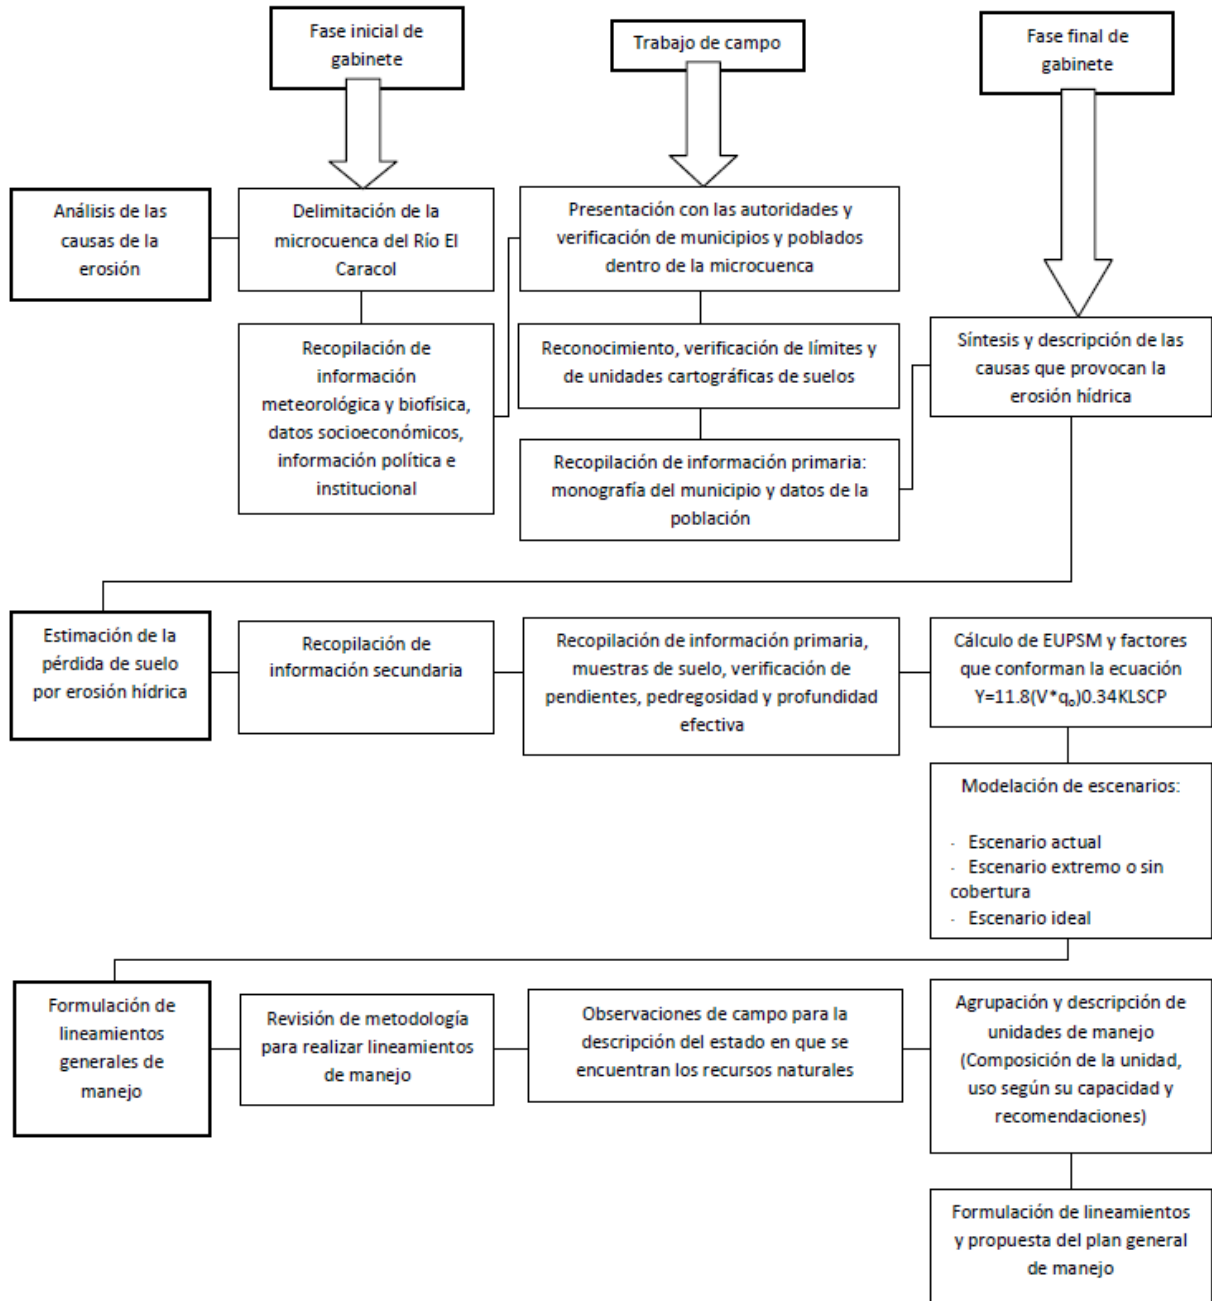 Fase inicial de
gabinete
Trabajo de campo
Fase final de
gabinete
Análisis de las
causas de la
erosión
Delimitación de la
microcuenca del Río El
Caracol
Recopilación de
información
meteorológica y biofísica,
datos socioeconómicos,
información política e
institucional
Presentación con las autoridades y
verificación de municipios y poblados
dentro de la microcuenca
Reconocimiento, verificación de límites y
de unidades cartográficas de suelos
Recopilación de información primaria:
monografía del municipio y datos de la
población
Síntesis y descripción de las
causas que provocan la
erosión hídrica
Estimación de la
pérdida de suelo
por erosión hídrica
Recopilación de
información secundaria
Recopilación de información primaria,
muestras de suelo, verificación de
pendientes, pedregosidad y profundidad
efectiva
Cálculo de EUPSM y factores
que conforman la ecuación
Y=11.8(V*qₒ)0.34KLSCP
Modelación de escenarios:
- Escenario actual
- Escenario extremo o sin
cobertura
- Escenario ideal
Formulación de
lineamientos
generales de
manejo
Revisión de metodología
para realizar lineamientos
de manejo
Observaciones de campo para la
descripción del estado en que se
encuentran los recursos naturales
Agrupación y descripción de
unidades de manejo
(Composición de la unidad,
uso según su capacidad y
recomendaciones)
Formulación de lineamientos
y propuesta del plan general
de manejo